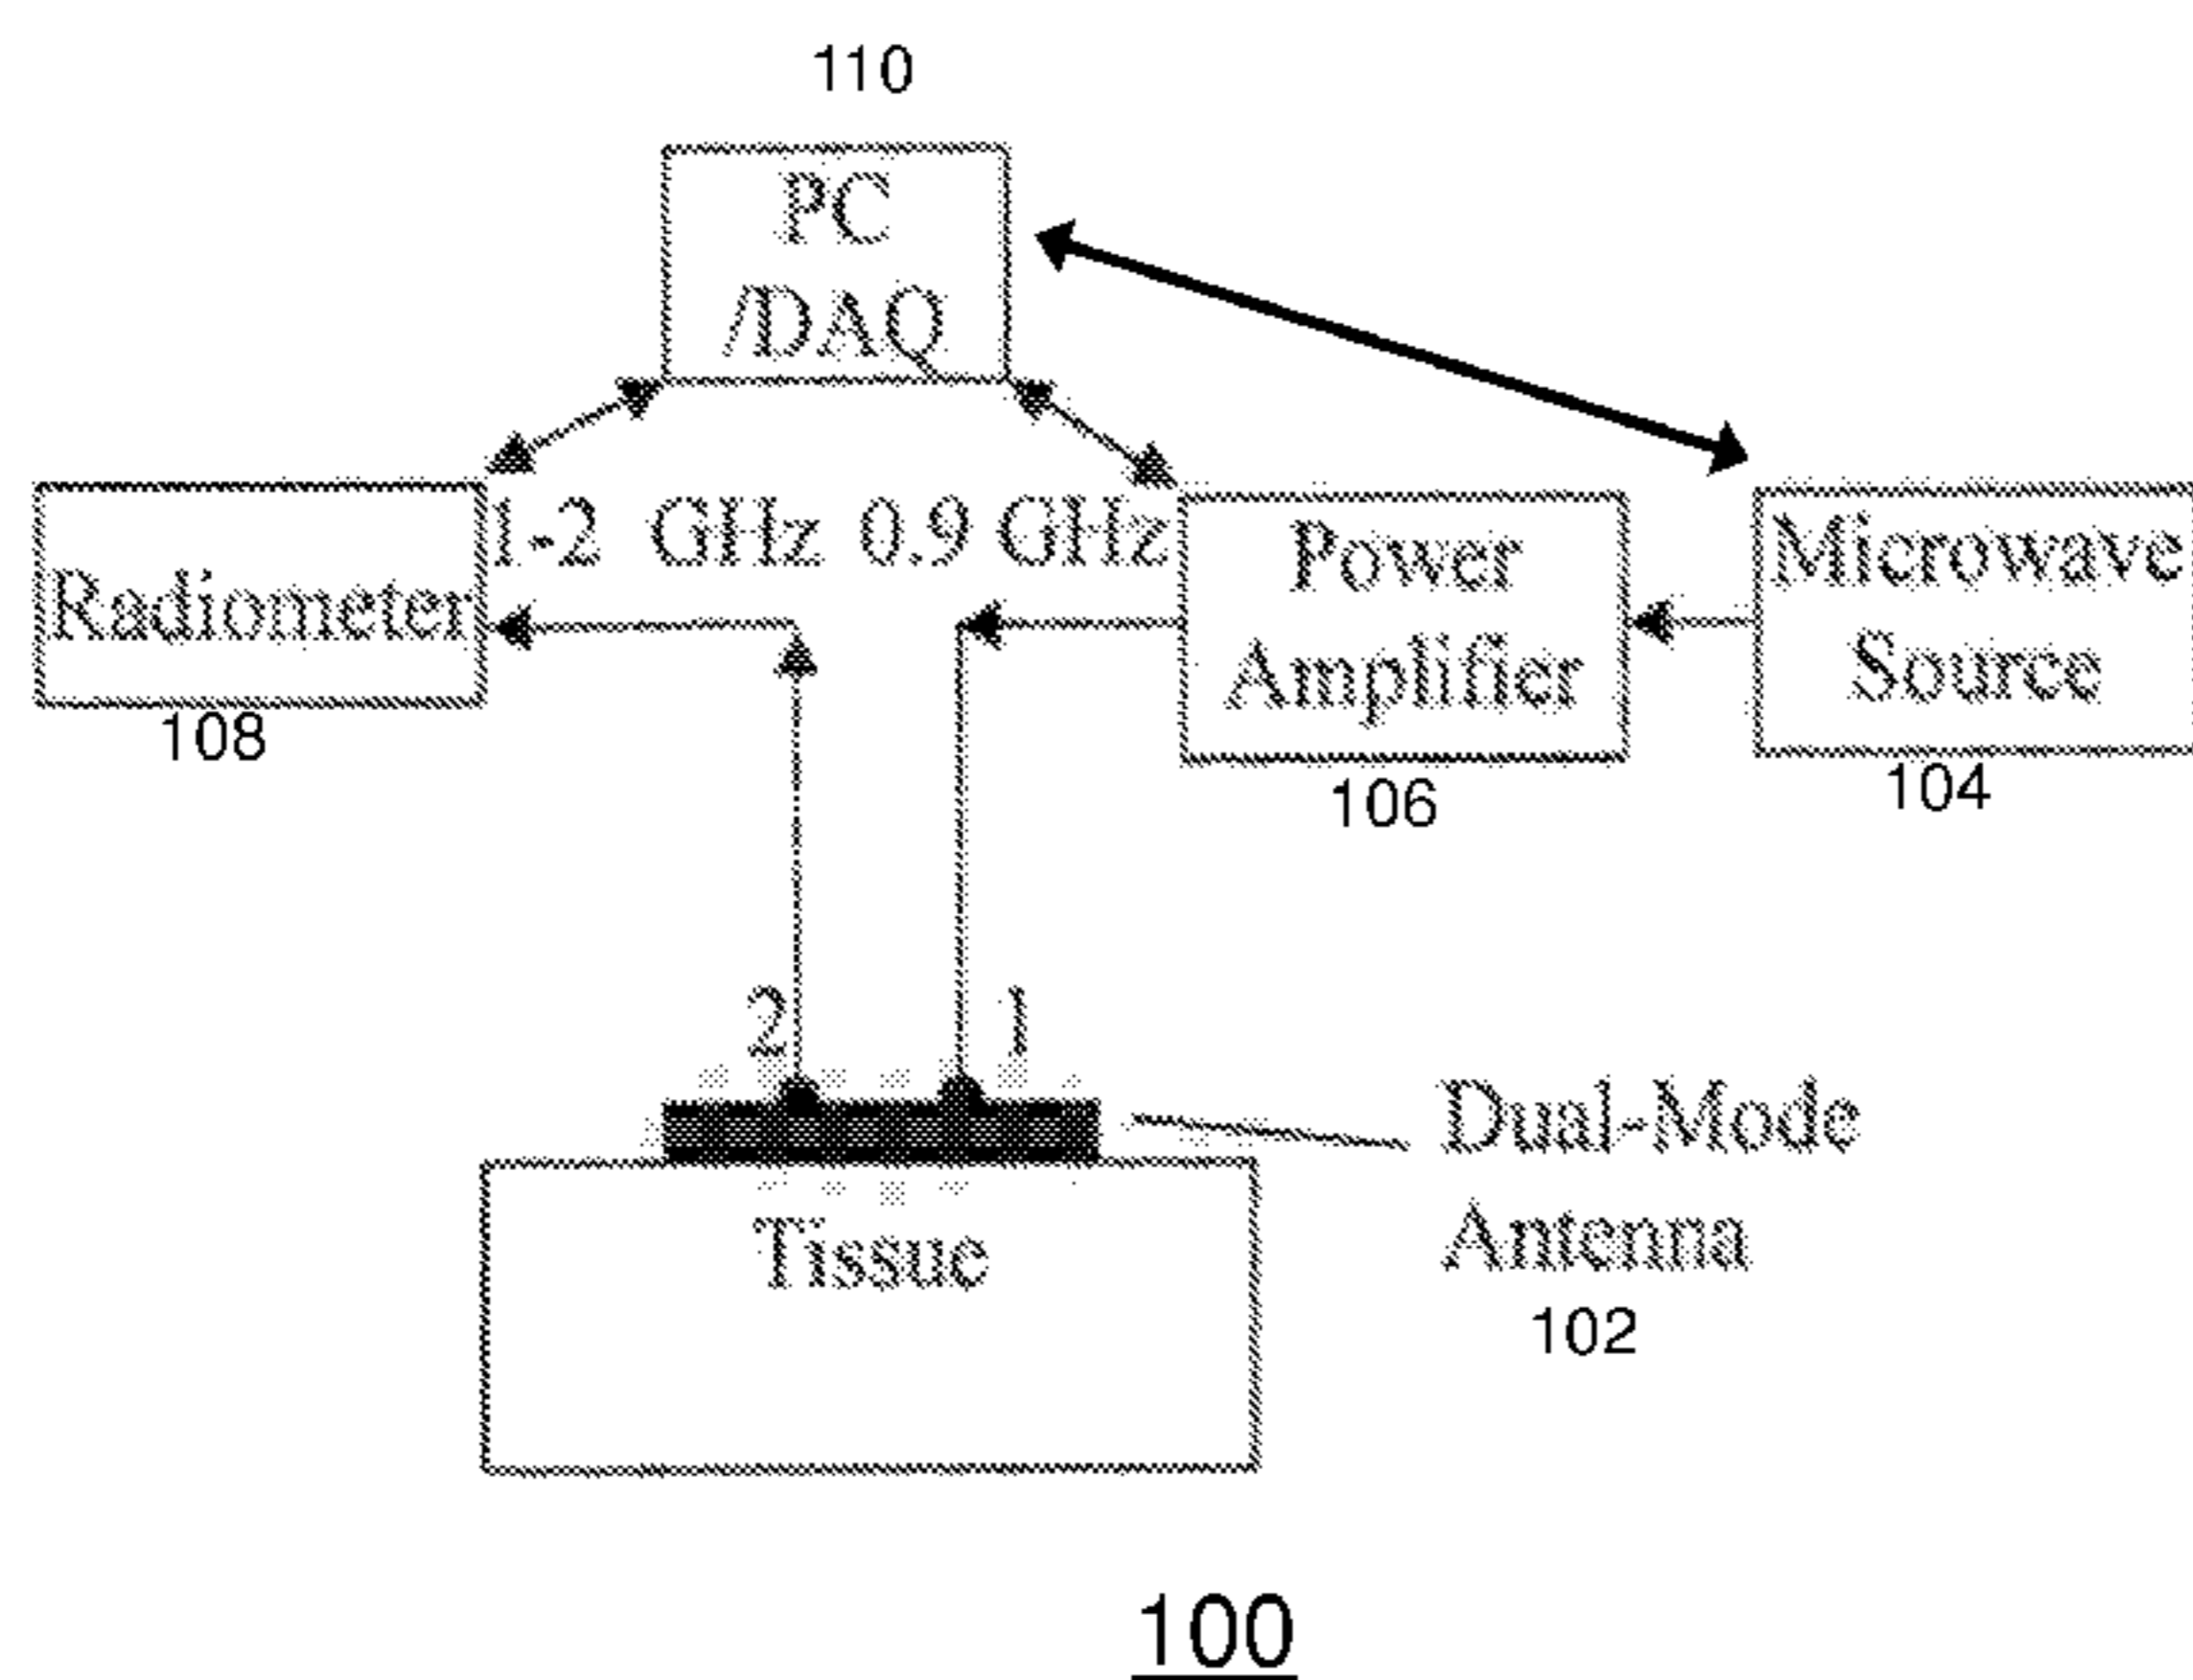 110
PC
/DAQ
1-2 GHz 0.9 GHz
Radiometer
108
Power
Amplifier
106
Microwave
Source
104
2
1
Dual-Mode
Antenna
102
Tissue
100